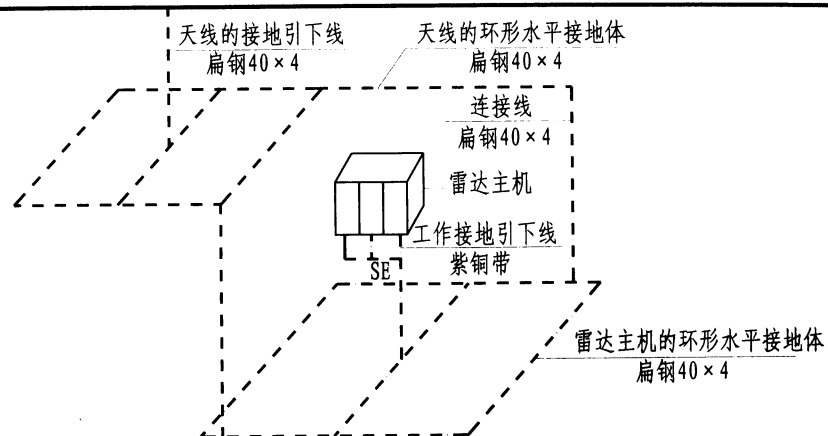 天线的接地引下线
扁钢40×4
天线的环形水平接地体
扁钢40×4
连接线
扁钢40×4
雷达主机
工作接地引下线
紫铜带
SE
雷达主机的环形水平接地体
扁钢40×4